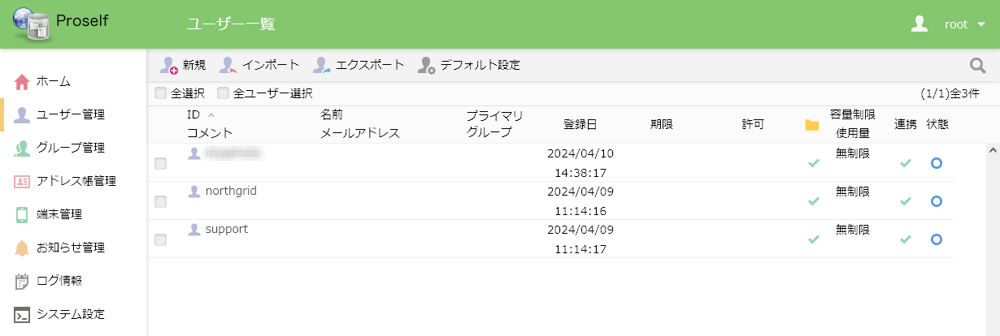 Proself
ユーザー一覧
root
ホーム
ユーザー管理
グループ管理
アドレス帳管理
端末管理
お知らせ管理
ログ情報
システム設定
新規 インポート エクスポート デフォルト設定
全選択 全ユーザー選択 (1/1)全3件
ID 名前 プライマリ 容量制限
登録日 期限 許可 連携 状態
コメント メールアドレス グループ 使用量
2024/04/10 無制限
14:38:17
northgrid 2024/04/09 無制限
11:14:16
support 2024/04/09 無制限
11:14:17